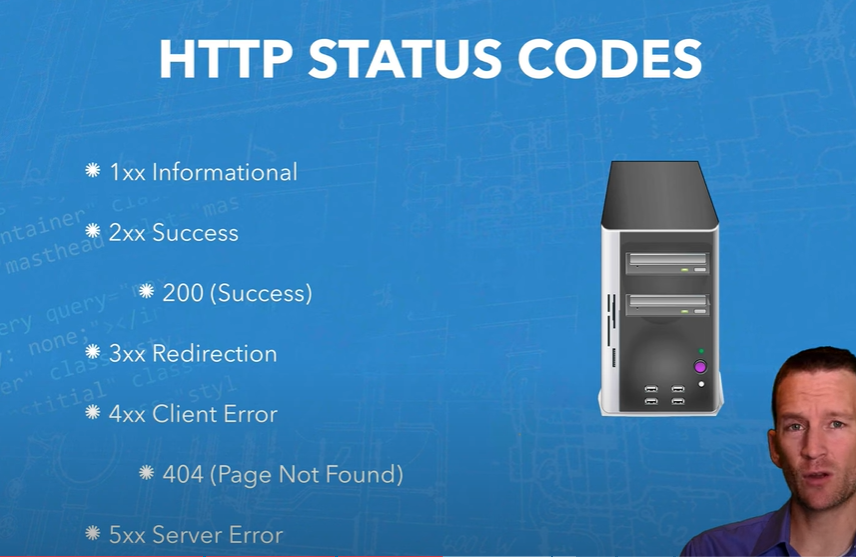 HTTP STATUS CODES
1xx Informational
2xx Success
200 (Success)
3xx Redirection
4xx Client Error
404 (Page Not Found)
5xx Server Error